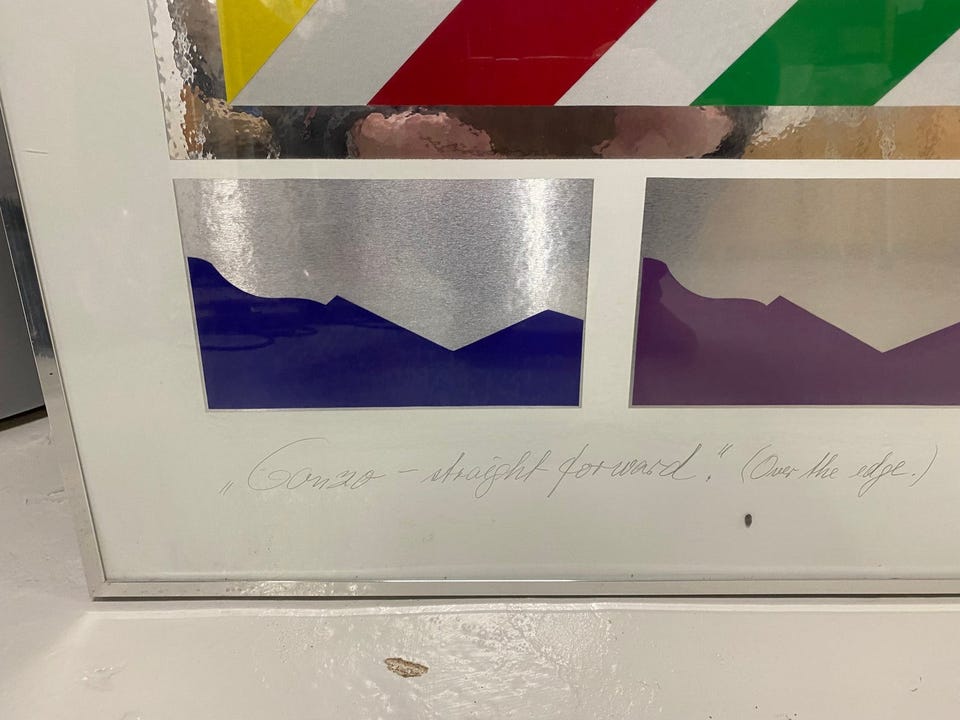 „Gonzo – straight forward." (Over the edge.)